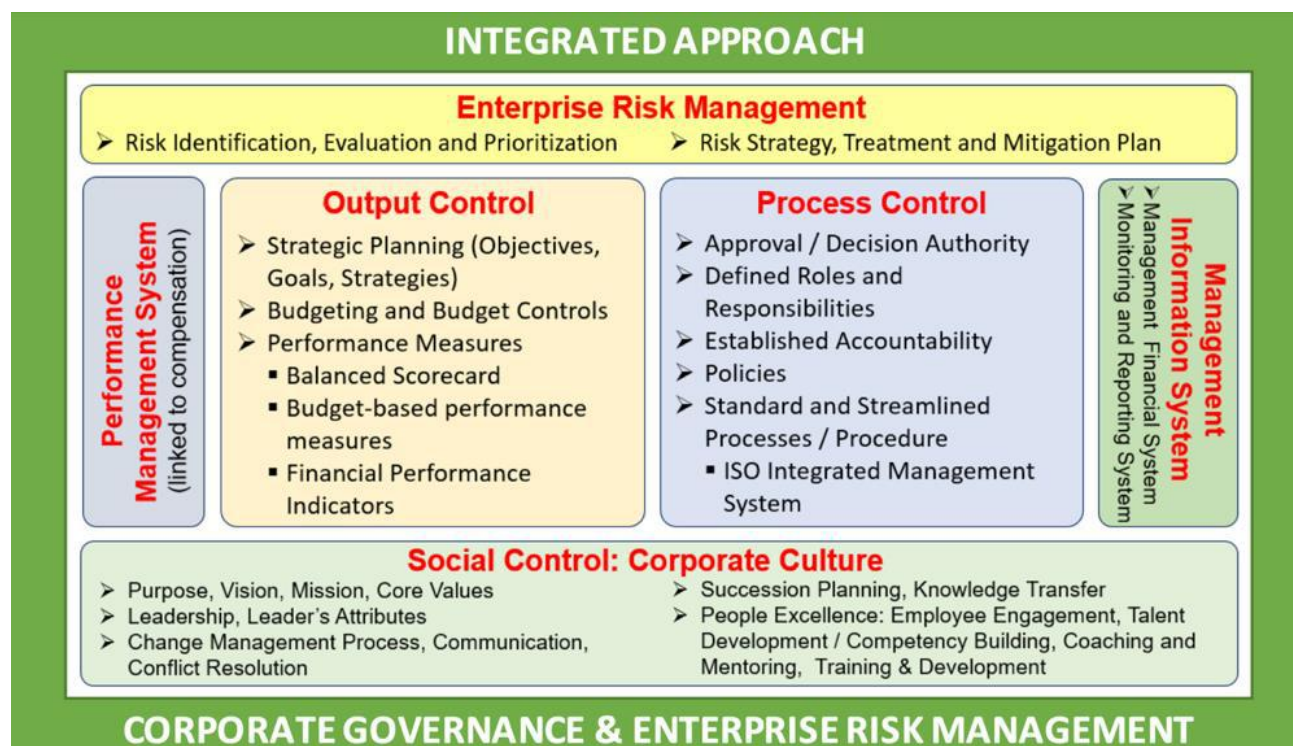 INTEGRATED APPROACH
Enterprise Risk Management
➢ Risk Identification, Evaluation and Prioritization
➢ Risk Strategy, Treatment and Mitigation Plan
Performance
Management System
(linked to compensation)
Output Control
➢ Strategic Planning (Objectives,
Goals, Strategies)
➢ Budgeting and Budget Controls
➢ Performance Measures
▪ Balanced Scorecard
▪ Budget-based performance
measures
▪ Financial Performance
Indicators
Process Control
➢ Approval / Decision Authority
➢ Defined Roles and
Responsibilities
➢ Established Accountability
➢ Policies
➢ Standard and Streamlined
Processes / Procedure
▪ ISO Integrated Management
System
Management
Information System
➢ Management Financial System
➢ Monitoring and Reporting System
Social Control: Corporate Culture
➢ Purpose, Vision, Mission, Core Values
➢ Leadership, Leader's Attributes
➢ Change Management Process, Communication,
Conflict Resolution
➢ Succession Planning, Knowledge Transfer
➢ People Excellence: Employee Engagement, Talent
Development / Competency Building, Coaching and
Mentoring, Training & Development
CORPORATE GOVERNANCE & ENTERPRISE RISK MANAGEMENT